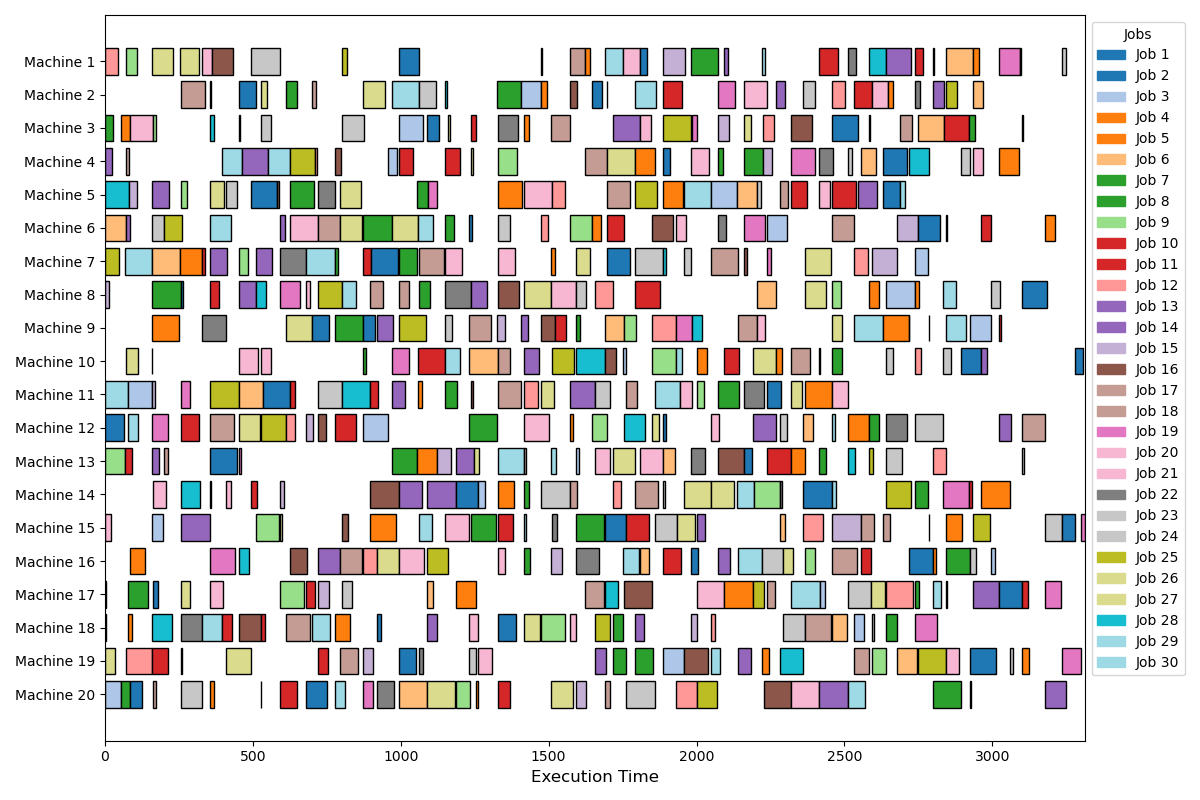 Machine 1
Machine 2
Machine 3
Machine 4
Machine 5
Machine 6
Machine 7
Machine 8
Machine 9
Machine 10
Machine 11
Machine 12
Machine 13
Machine 14
Machine 15
Machine 16
Machine 17
Machine 18
Machine 19
Machine 20
0 500 1000 1500 2000 2500 3000
Execution Time
Jobs
Job 1
Job 2
Job 3
Job 4
Job 5
Job 6
Job 7
Job 8
Job 9
Job 10
Job 11
Job 12
Job 13
Job 14
Job 15
Job 16
Job 17
Job 18
Job 19
Job 20
Job 21
Job 22
Job 23
Job 24
Job 25
Job 26
Job 27
Job 28
Job 29
Job 30